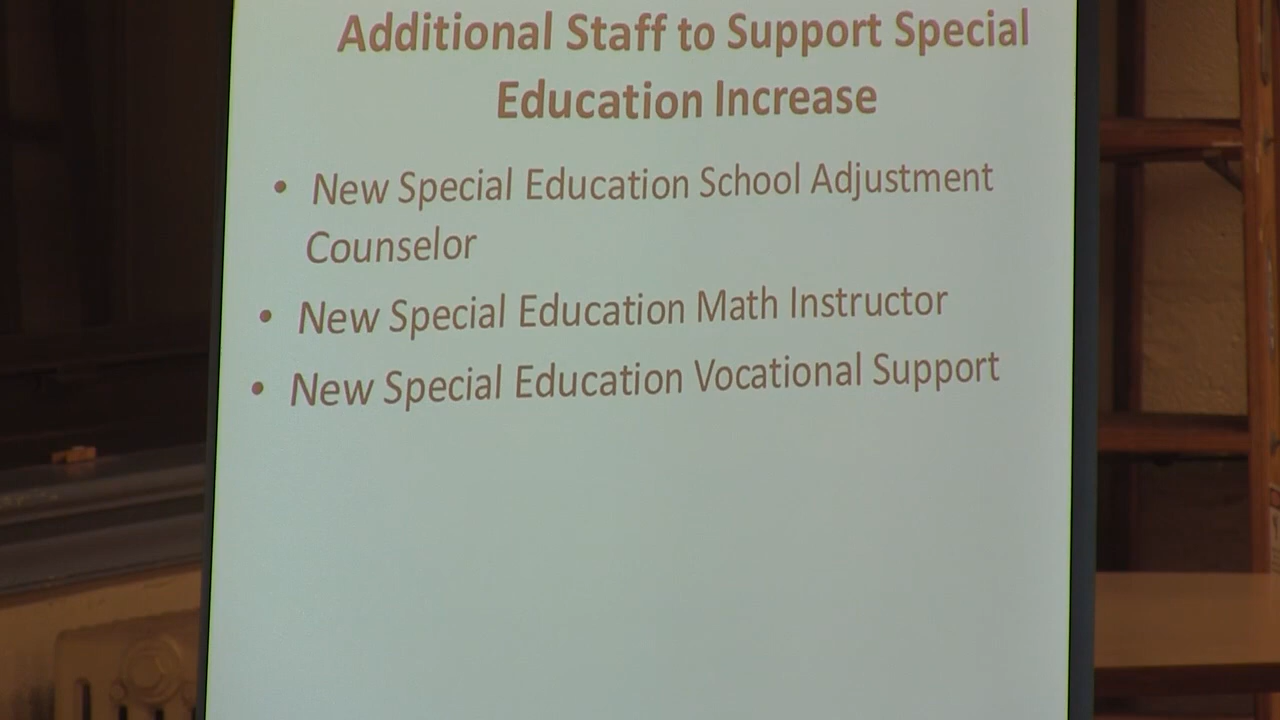 Additional Staff to Support Special
Education Increase
• New Special Education School Adjustment
Counselor
• New Special Education Math Instructor
• New Special Education Vocational Support